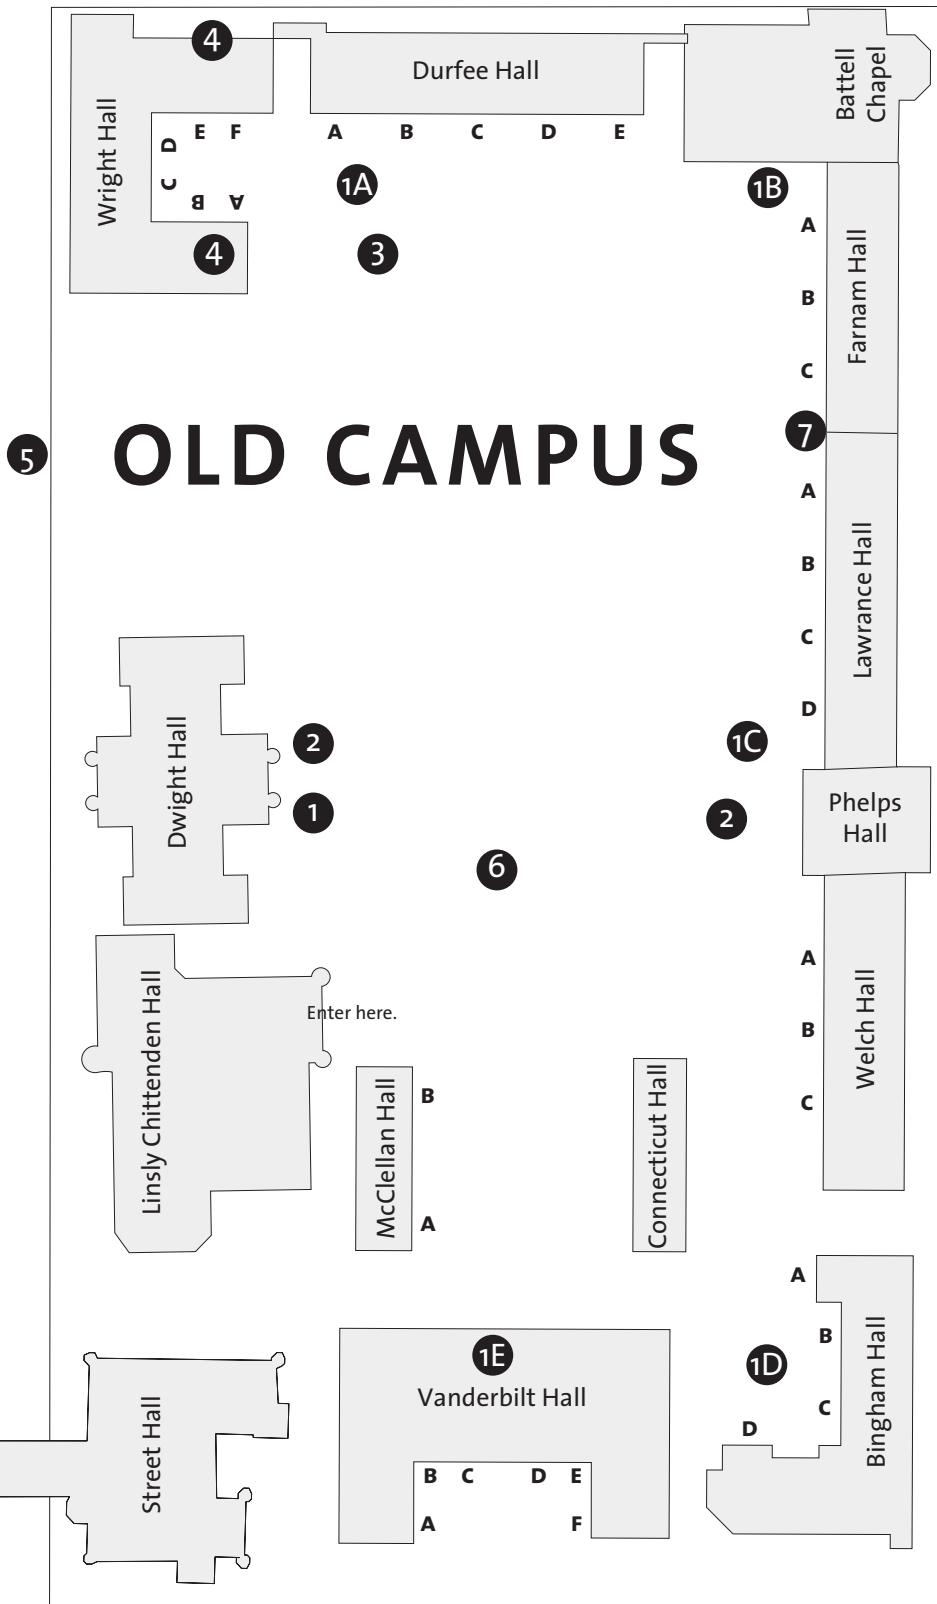 4
Durfee Hall
Battell
Chapel
Wright Hall
D
E
F
A
B
C
D
E
C
B
A
1A
1B
4
3
A
B
C
Farnam Hall
5
OLD CAMPUS
7
A
B
C
D
Lawrance Hall
Dwight Hall
2
1
1C
2
Phelps
Hall
6
A
B
C
Welch Hall
Linsly Chittenden Hall
Enter here.
McClellan Hall
B
A
Connecticut Hall
A
B
C
D
1D
Bingham Hall
1E
Vanderbilt Hall
B
C
D
E
A
F
Street Hall